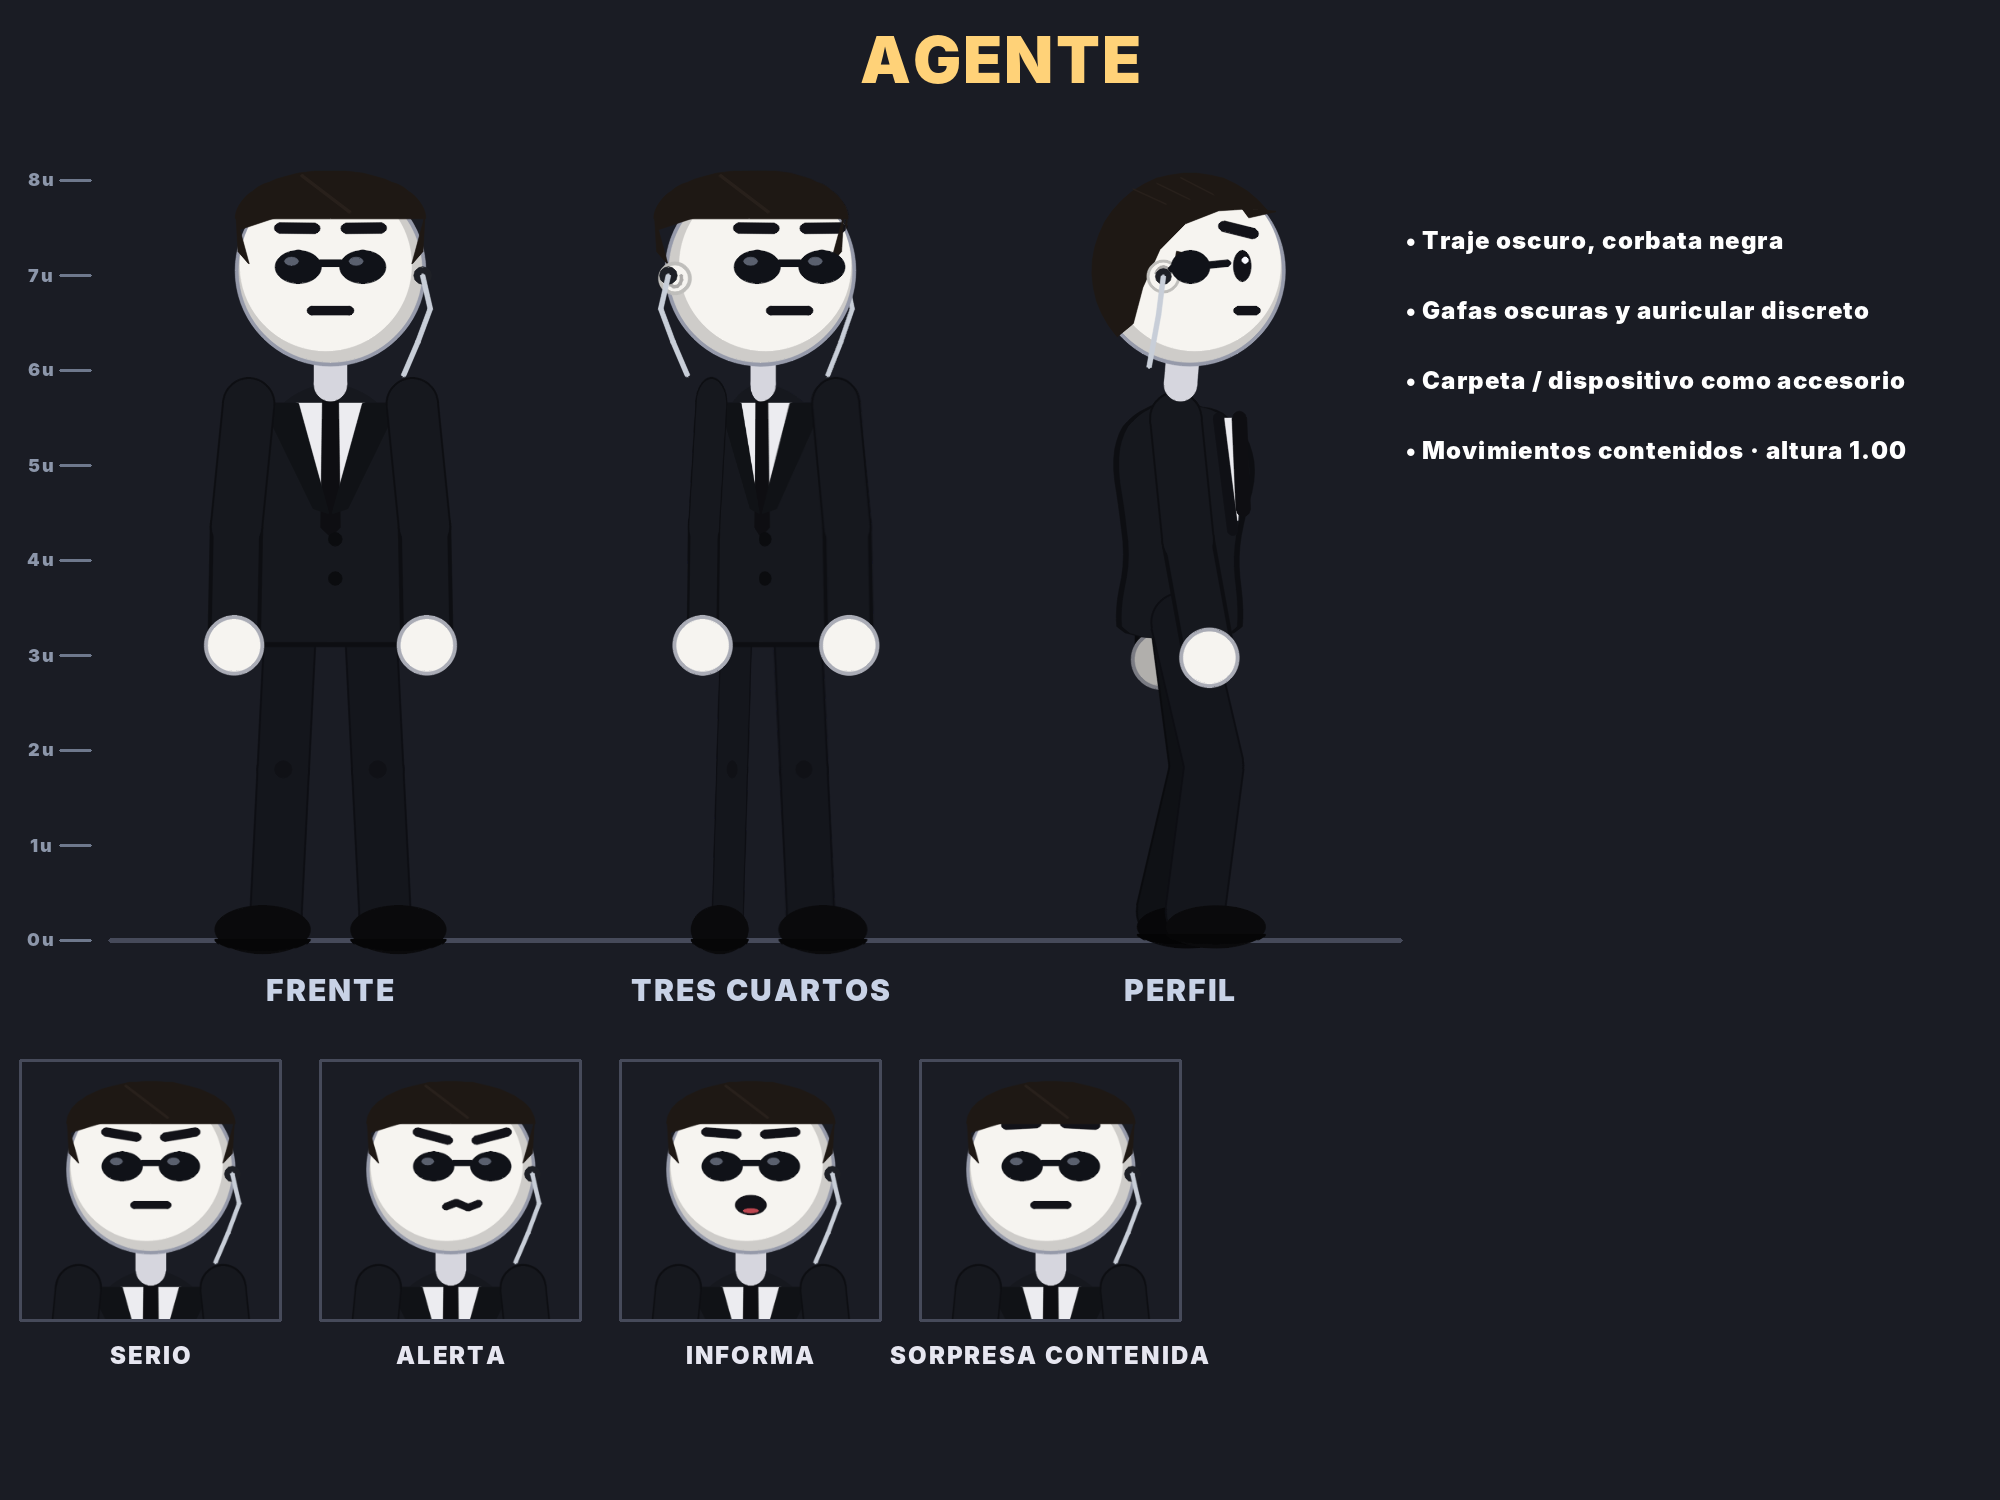 AGENTE
8u
7u
6u
5u
4u
3u
2u
1u
0u
• Traje oscuro, corbata negra
• Gafas oscuras y auricular discreto
• Carpeta / dispositivo como accesorio
• Movimientos contenidos · altura 1.00
FRENTE
TRES CUARTOS
PERFIL
SERIO
ALERTA
INFORMA
SORPRESA CONTENIDA